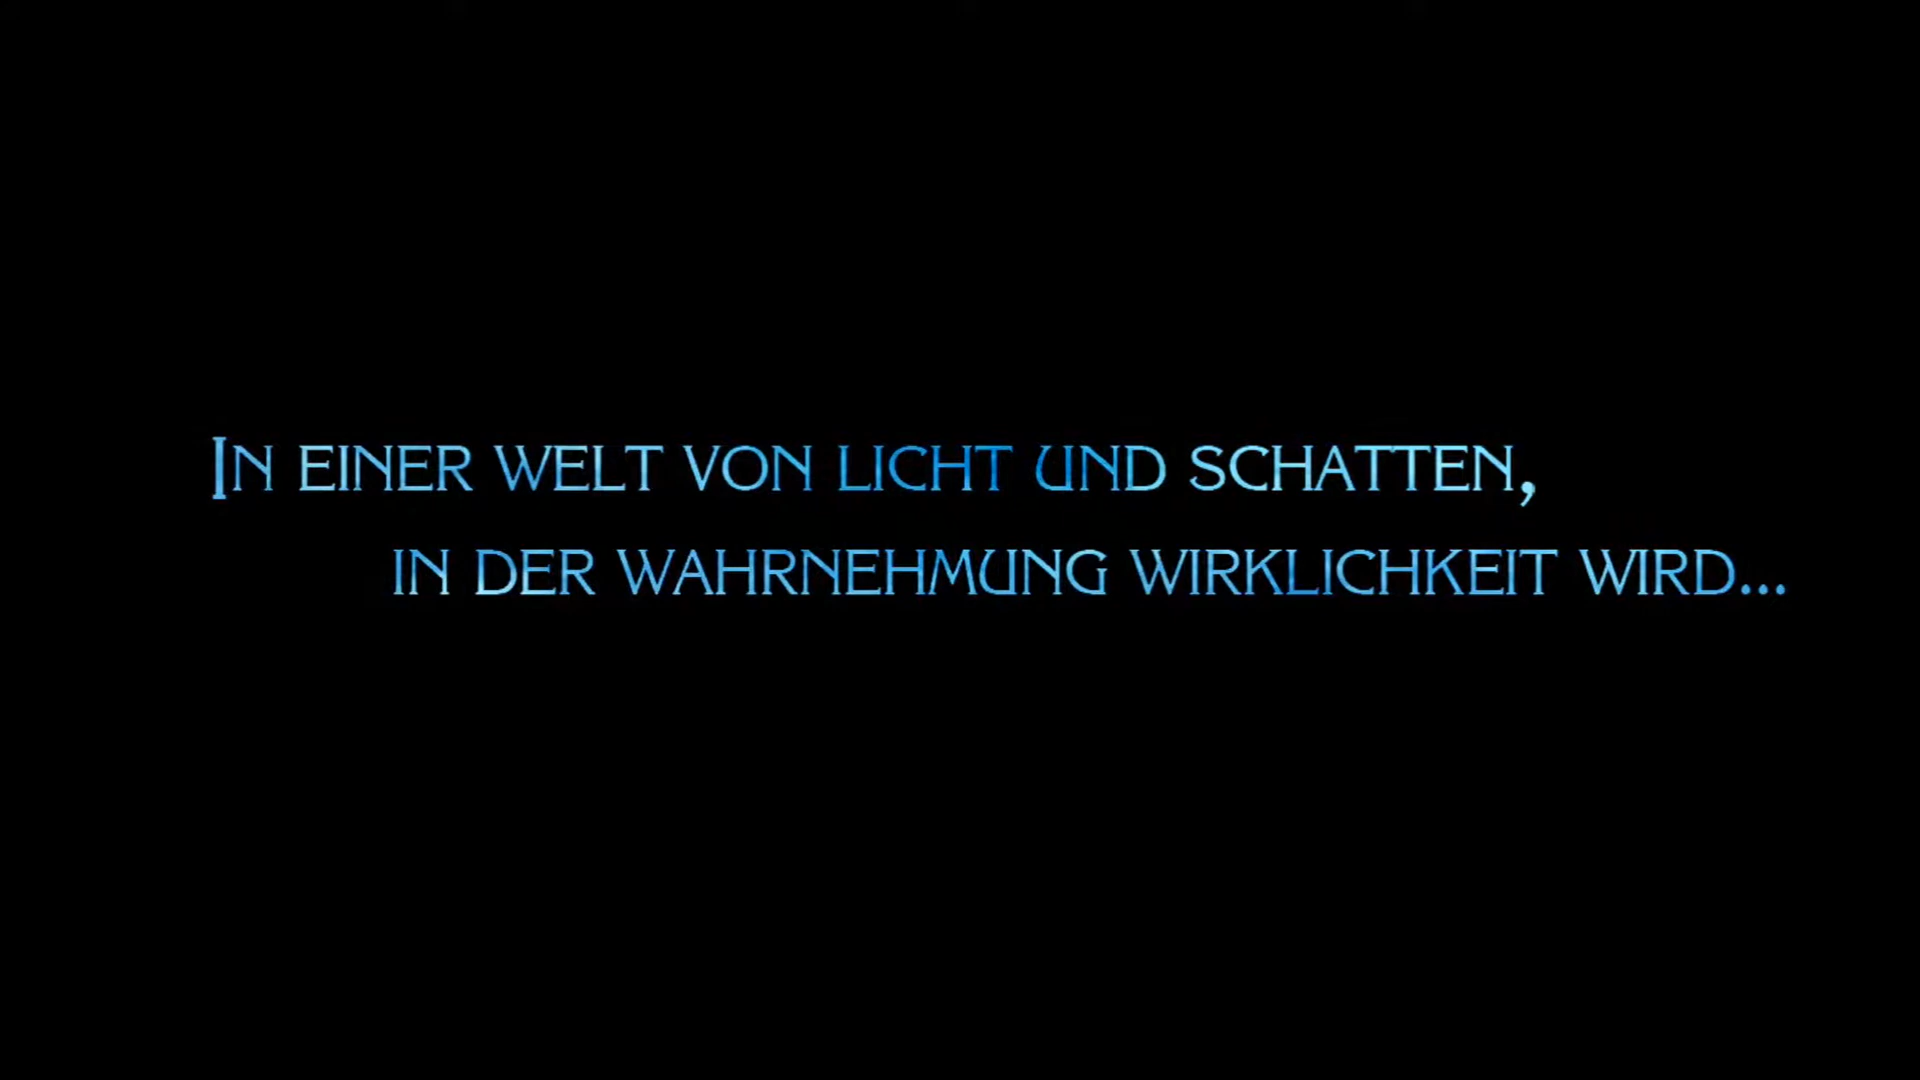 In einer welt von licht und schatten,
in der wahrnehmung wirklichkeit wird...